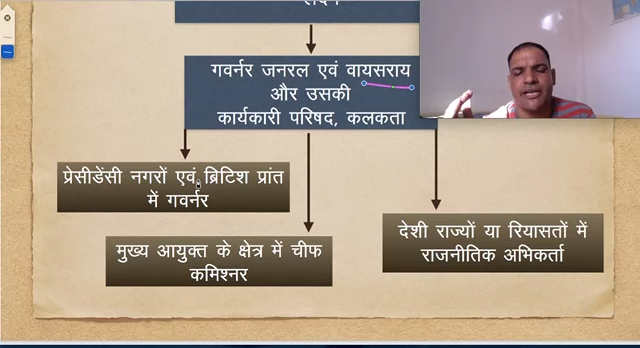 गवर्नर जनरल एवं वायसराय
और उसकी
कार्यकारी परिषद, कलकता
प्रेसीडेंसी नगरों एवं ब्रिटिश प्रांत
में गवर्नर
मुख्य आयुक्त के क्षेत्र में चीफ
कमिश्नर
देशी राज्यों या रियासतों में
राजनीतिक अभिकर्ता